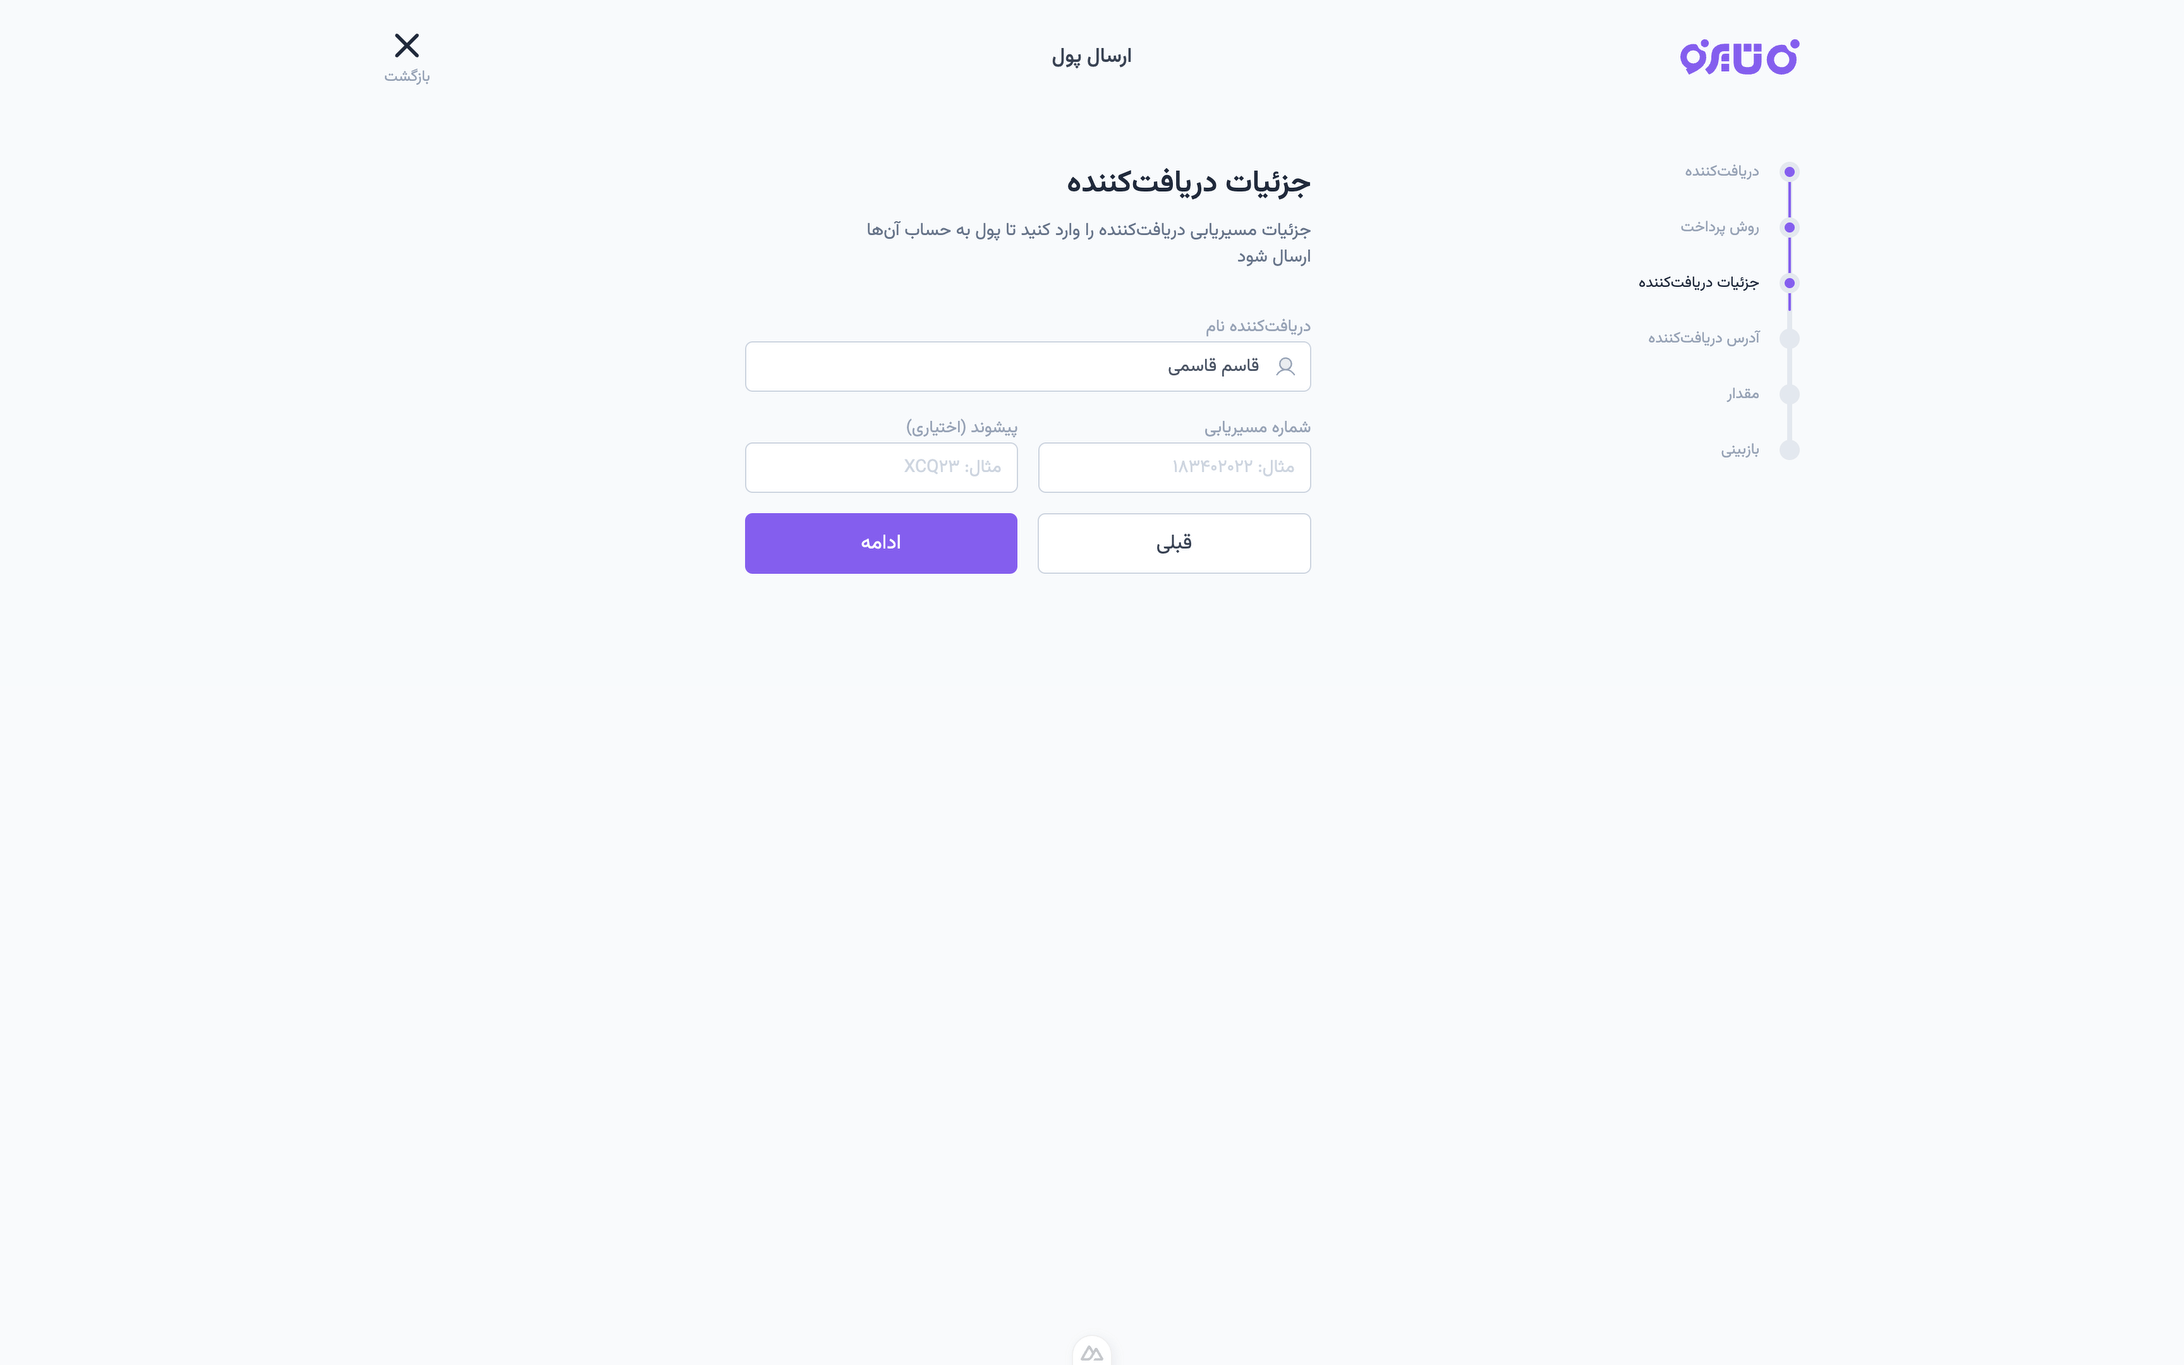 ارسال پول
بازگشت
دریافت‌کننده
روش پرداخت
جزئیات دریافت‌کننده
آدرس دریافت‌کننده
مقدار
بازبینی
جزئیات دریافت‌کننده
جزئیات مسیریابی دریافت‌کننده را وارد کنید تا پول به حساب آن‌ها
ارسال شود
دریافت‌کننده نام
قاسم قاسمی
شماره مسیریابی
مثال: ۱۸۳۴۰۲۰۲۲
پیشوند (اختیاری)
مثال: XCQ۲۳
قبلی
ادامه